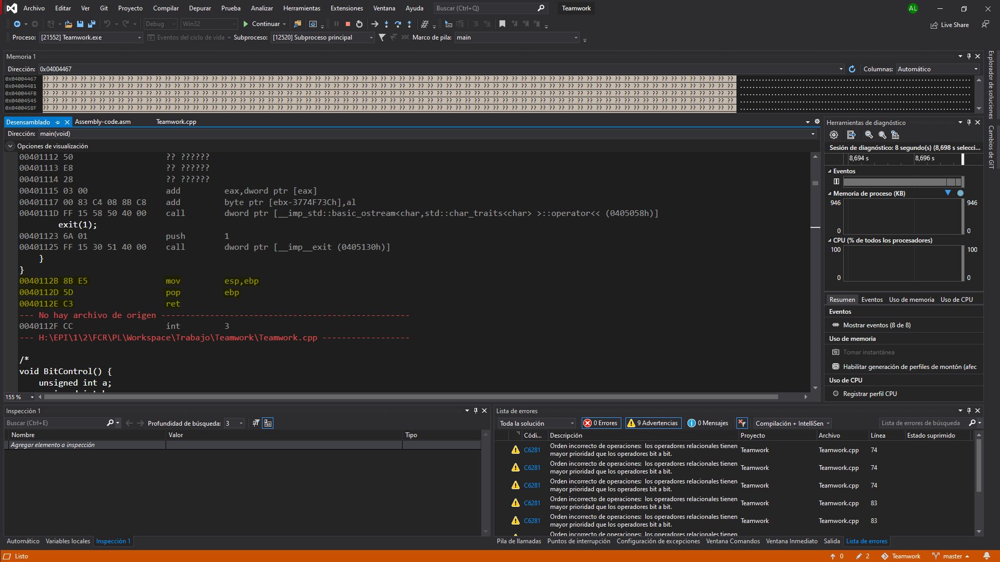 Archivo Editar Ver Git Proyecto Compilar Depurar Prueba Analizar Herramientas Extensiones Ventana Ayuda Buscar (Ctrl+Q) Teamwork AL
Debug Win32 Continuar Live Share
Proceso: [21552] Teamwork.exe Eventos del ciclo de vida Subproceso: [12520] Subproceso principal Marco de pila: main
Memoria 1
Dirección: 0x04004467 Columnas: Automático
0x04004467
0x040044B1
0x040044FB
0x04004545
0x0400458F
Explorador de soluciones
Cambios de GIT
Desensamblado Assembly-code.asm Teamwork.cpp
Dirección: main(void)
Opciones de visualización
00401112 50 ?? ??????
00401113 E8 ?? ??????
00401114 28 ?? ??????
00401115 03 00 add eax,dword ptr [eax]
00401117 00 83 C4 08 8B C8 add byte ptr [ebx-3774F73Ch],al
0040111D FF 15 58 50 40 00 call dword ptr [__imp_std::basic_ostream<char,std::char_traits<char> >::operator<< (0405058h)]
exit(1);
00401123 6A 01 push 1
00401125 FF 15 30 51 40 00 call dword ptr [__imp__exit (0405130h)]
}
}
0040112B 8B E5 mov esp,ebp
0040112D 5D pop ebp
0040112E C3 ret
--- No hay archivo de origen ---------------------------------------------------
0040112F CC int 3
--- H:\EPI\1\2\FCR\PL\Workspace\Trabajo\Teamwork\Teamwork.cpp ------------------
/*
void BitControl() {
unsigned int a;
155 %
Herramientas de diagnóstico
Sesión de diagnóstico: 8 segundo(s) (8,698 s selecci...
8,694 s 8,696 s
Eventos
Memoria de proceso (KB)
946 946
0 0
CPU (% de todos los procesadores)
100 100
0 0
Resumen Eventos Uso de memoria Uso de CPU
Eventos
Mostrar eventos (8 de 8)
Uso de memoria
Tomar instantánea
Habilitar generación de perfiles de montón (afec
Uso de CPU
Registrar perfil CPU
Inspección 1
Buscar (Ctrl+E) Profundidad de búsqueda: 3
Nombre Valor Tipo
Agregar elemento a inspección
Automático Variables locales Inspección 1
Lista de errores
Toda la solución 0 Errores 9 Advertencias 0 Mensajes Compilación + IntelliSen Lista de errores de búsqueda
Códi... Descripción Proyecto Archivo Línea Estado suprimido
C6281 Orden incorrecto de operaciones: los operadores relacionales tienen Teamwork Teamwork.cpp 74
mayor prioridad que los operadores bit a bit.
C6281 Orden incorrecto de operaciones: los operadores relacionales tienen Teamwork Teamwork.cpp 74
mayor prioridad que los operadores bit a bit.
C6281 Orden incorrecto de operaciones: los operadores relacionales tienen Teamwork Teamwork.cpp 74
mayor prioridad que los operadores bit a bit.
C6281 Orden incorrecto de operaciones: los operadores relacionales tienen Teamwork Teamwork.cpp 83
mayor prioridad que los operadores bit a bit.
C6281 Orden incorrecto de operaciones: los operadores relacionales tienen Teamwork Teamwork.cpp 83
mayor prioridad que los operadores bit a bit.
Orden incorrecto de operaciones: los operadores relacionales tienen
Pila de llamadas Puntos de interrupción Configuración de excepciones Ventana Comandos Ventana Inmediato Salida Lista de errores
Listo 0 2 Teamwork master